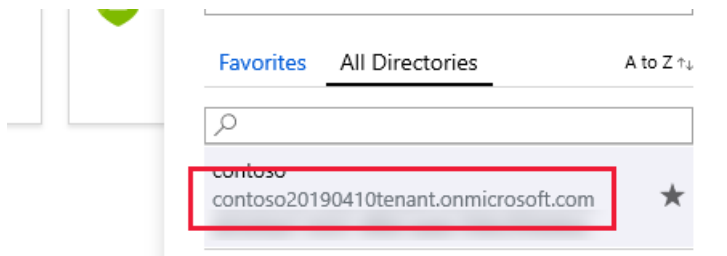 Favorites All Directories A to Z ↑↓
contoso
contoso20190410tenant.onmicrosoft.com